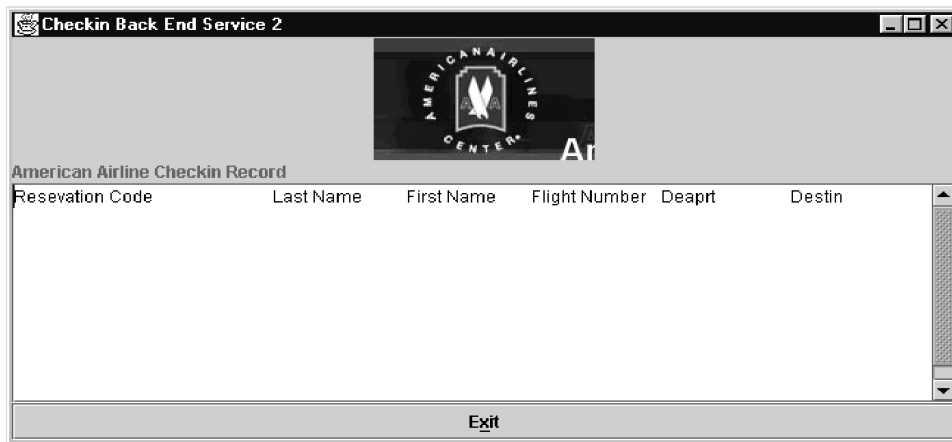 Checkin Back End Service 2
AMERICAN AIRLINES
CENTER
AA
Ar
American Airline Checkin Record
Resevation Code Last Name First Name Flight Number Deaprt Destin
Exit